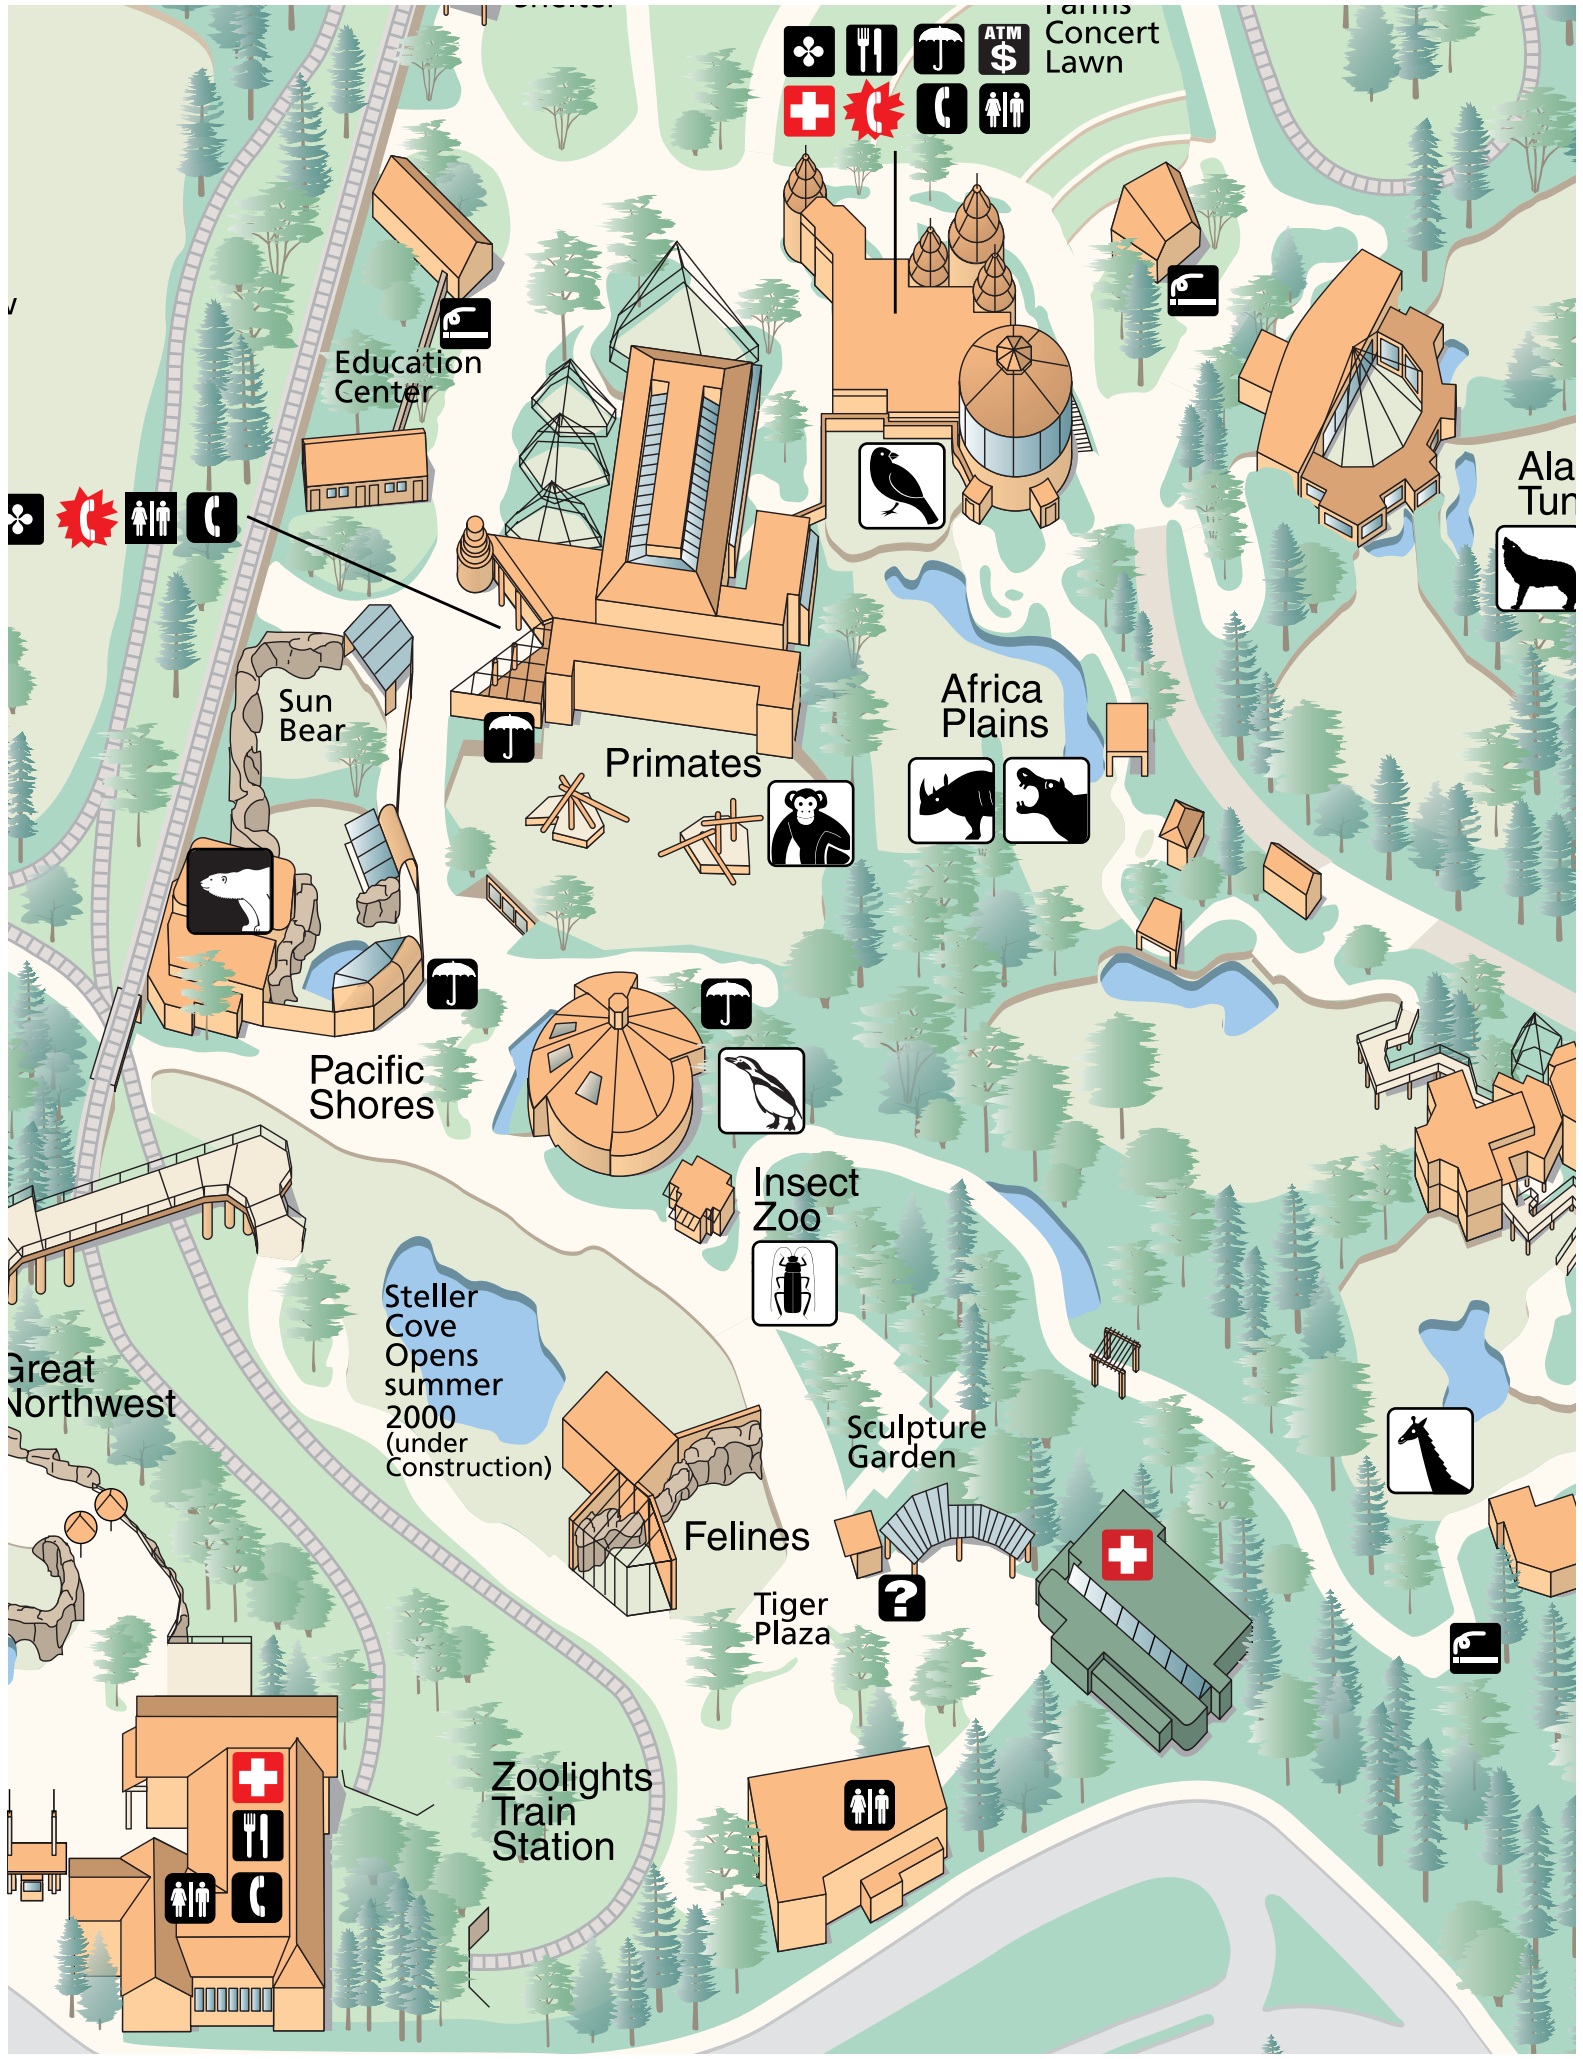 Concert
Lawn
ATM
$
Education
Center
Sun
Bear
Primates
Africa
Plains
Pacific
Shores
Insect
Zoo
Steller
Cove
Opens
summer
2000
(under
Construction)
Great
Northwest
Sculpture
Garden
Felines
?
Tiger
Plaza
Zoolights
Train
Station